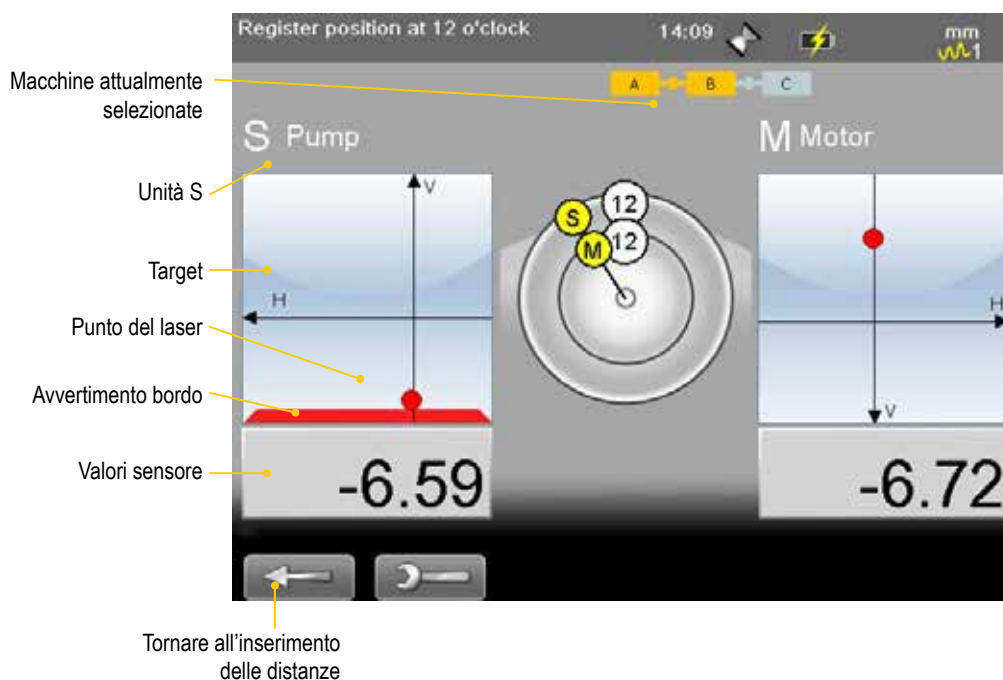 Register position at 12 o'clock
14:09
mm
1
Macchine attualmente
selezionate
A
B
C
S Pump
M Motor
Unità S
V
S
12
M
12
Target
H
H
Punto del laser
Avvertimento bordo
V
Valori sensore
-6.59
-6.72
Tornare all’inserimento
delle distanze